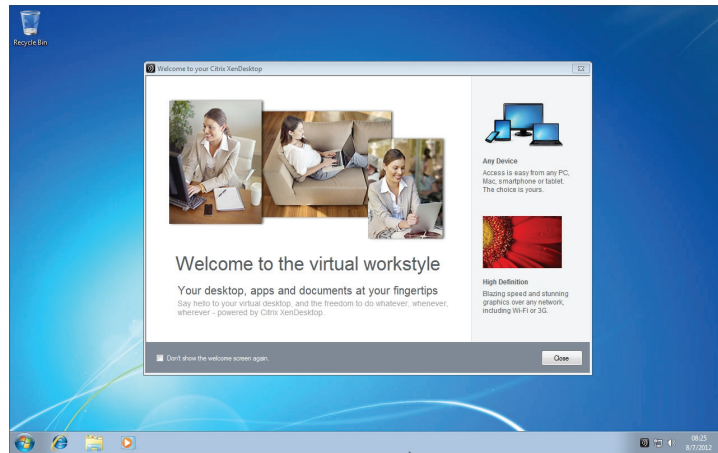 Recycle Bin
Welcome to your Citrix XenDesktop
Any Device
Access is easy from any PC,
Mac, smartphone or tablet.
The choice is yours.
Welcome to the virtual workstyle
Your desktop, apps and documents at your fingertips
Say hello to your virtual desktop, and the freedom to do whatever, whenever,
wherever - powered by Citrix XenDesktop.
High Definition
Blazing speed and stunning
graphics over any network,
including Wi-Fi or 3G.
Don't show the welcome screen again.
Close
08:25
8/7/2012